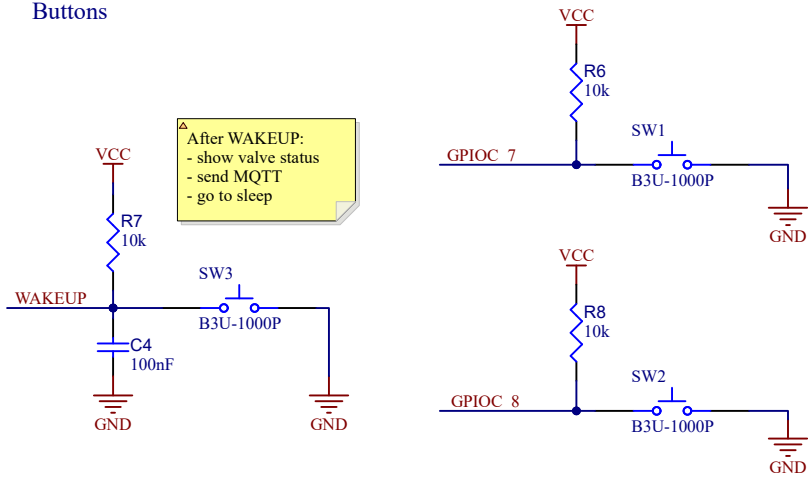 Buttons
VCC
R6
10k
SW1
GPIOC_7
B3U-1000P
GND
After WAKEUP:
- show valve status
- send MQTT
- go to sleep
VCC
R7
10k
SW3
WAKEUP
B3U-1000P
C4
100nF
GND
GND
VCC
R8
10k
SW2
GPIOC_8
B3U-1000P
GND